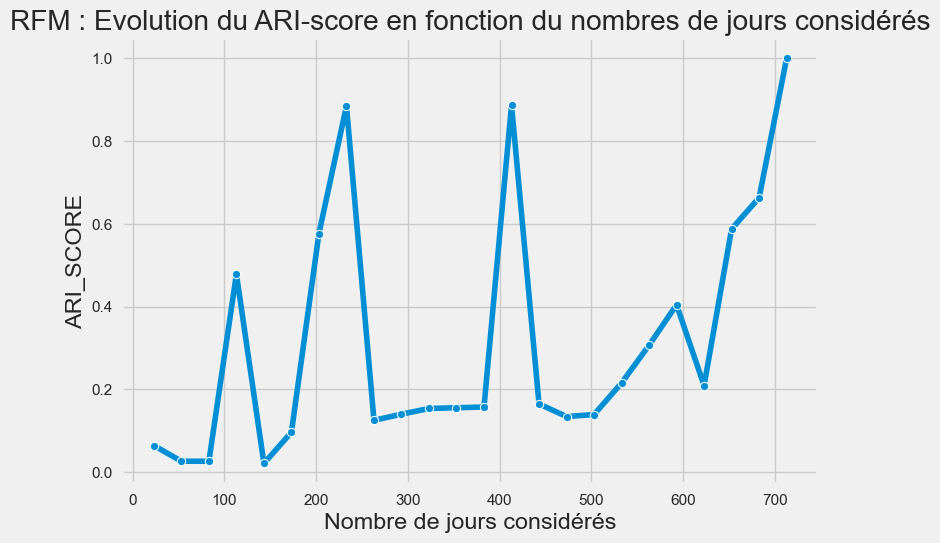 RFM : Evolution du ARI-score en fonction du nombres de jours considérés
1.0
0.8
0.6
0.4
0.2
0.0
ARI_SCORE
0 100 200 300 400 500 600 700
Nombre de jours considérés